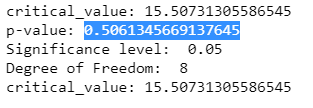 critical_value: 15.50731305586545
p-value: 0.5061345669137645
Significance level:  0.05
Degree of Freedom:  8
critical_value: 15.50731305586545